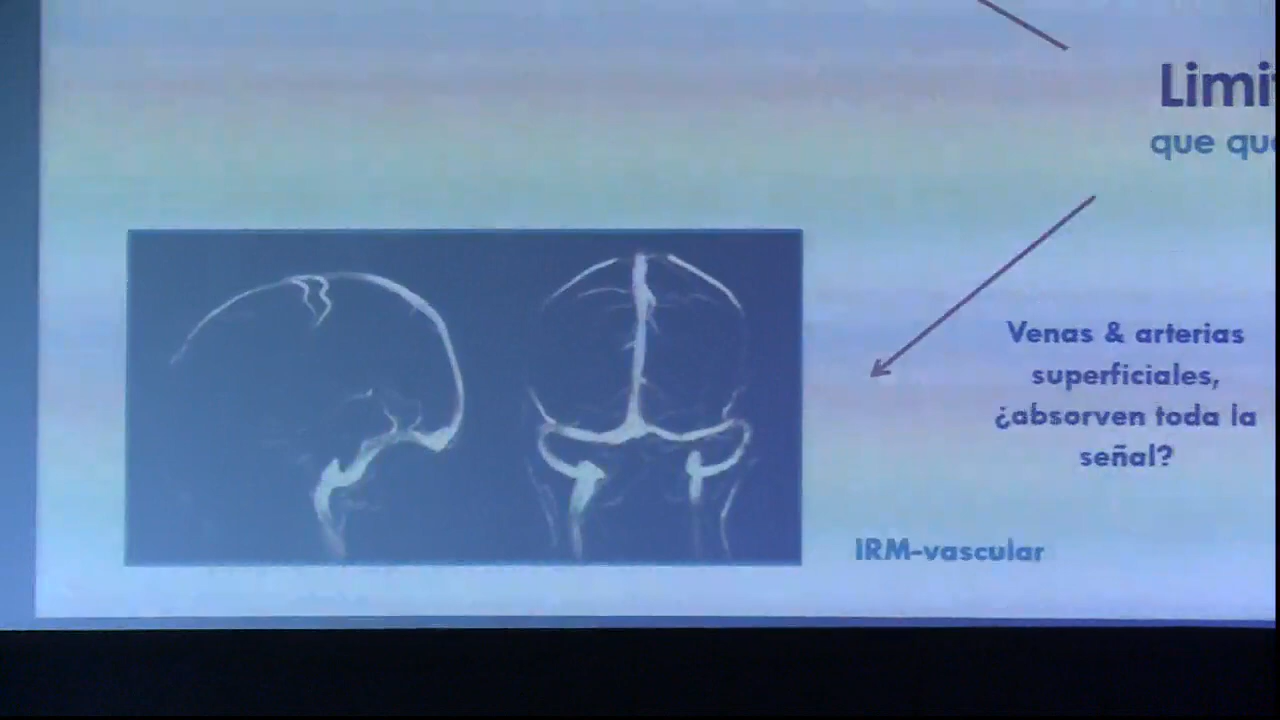 Limi
que qu
Venas & arterias
superficiales,
¿absorven toda la
señal?
IRM-vascular